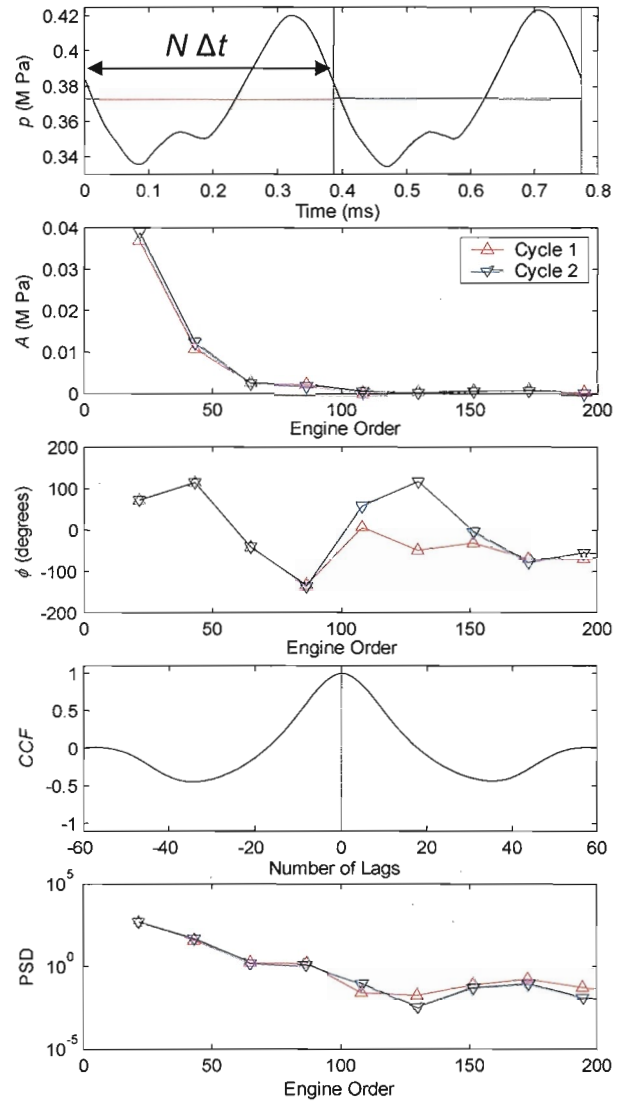 0.42
0.38
0.36
0.34
p (M Pa)
N Δt
0 0.1 0.2 0.3 0.4 0.5 0.6 0.7 0.8
Time (ms)
0.04
0.03
0.02
0.01
0
A (M Pa)
Cycle 1
Cycle 2
0 50 100 150 200
Engine Order
200
100
0
-100
-200
ϕ (degrees)
0 50 100 150 200
Engine Order
1
0.5
0
-0.5
-1
CCF
-60 -40 -20 0 20 40 60
Number of Lags
10^5
10^0
10^-5
PSD
0 50 100 150 200
Engine Order